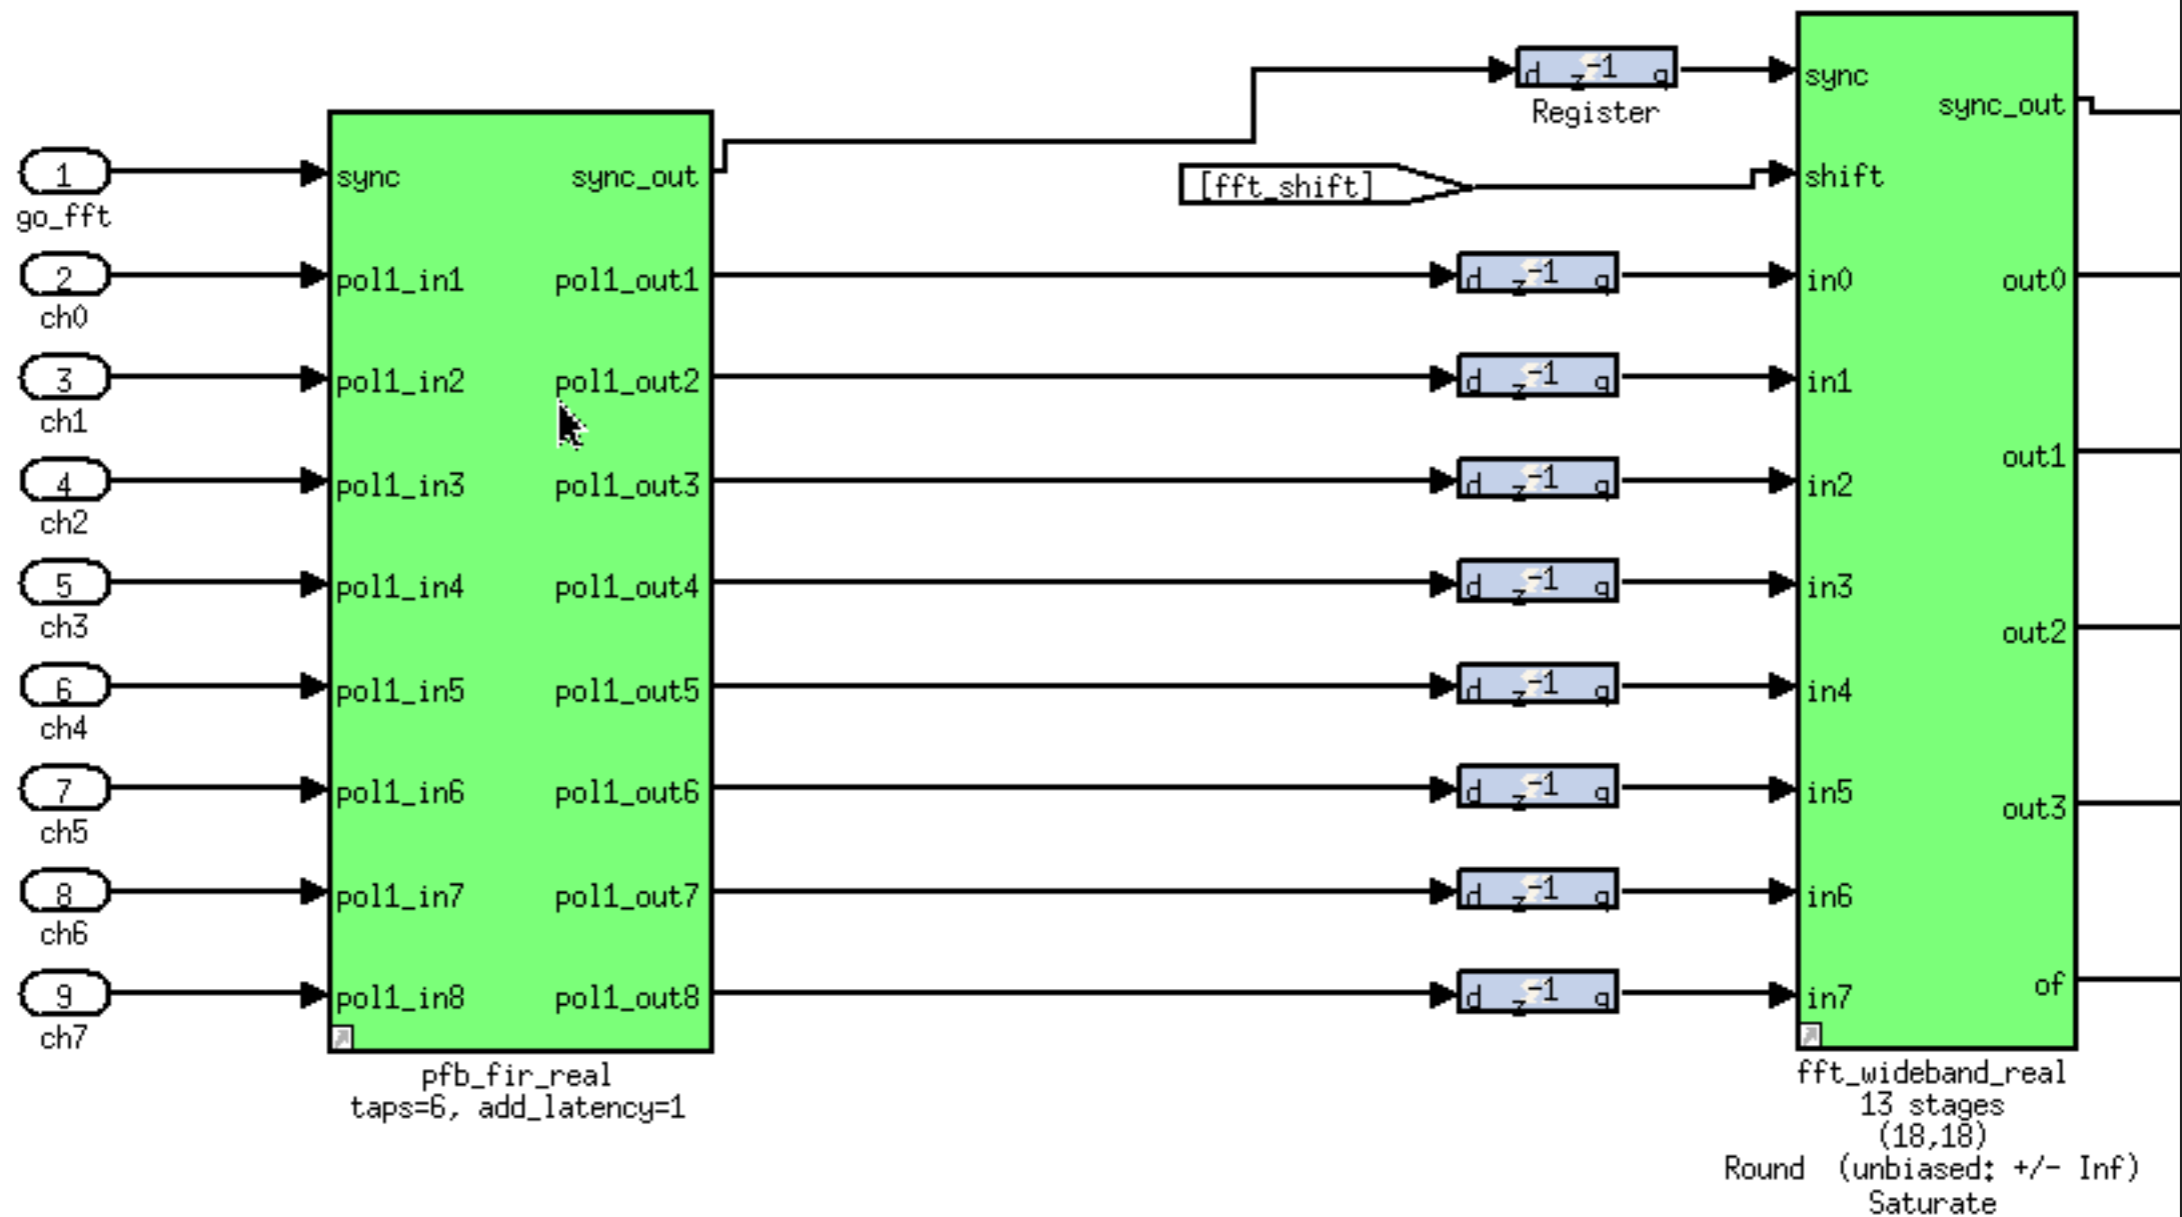 1
go_fft
2
ch0
3
ch1
4
ch2
5
ch3
6
ch4
7
ch5
8
ch6
9
ch7
sync sync_out
pol1_in1 pol1_out1
pol1_in2 pol1_out2
pol1_in3 pol1_out3
pol1_in4 pol1_out4
pol1_in5 pol1_out5
pol1_in6 pol1_out6
pol1_in7 pol1_out7
pol1_in8 pol1_out8
pfb_fir_real
taps=6, add_latency=1
d z-1 q
Register
[fft_shift]
d z-1 q
d z-1 q
d z-1 q
d z-1 q
d z-1 q
d z-1 q
d z-1 q
d z-1 q
sync
sync_out
shift
in0 out0
in1
out1
in2
in3
out2
in4
in5
out3
in6
of
in7
fft_wideband_real
13 stages
(18,18)
Round (unbiased: +/- Inf)
Saturate